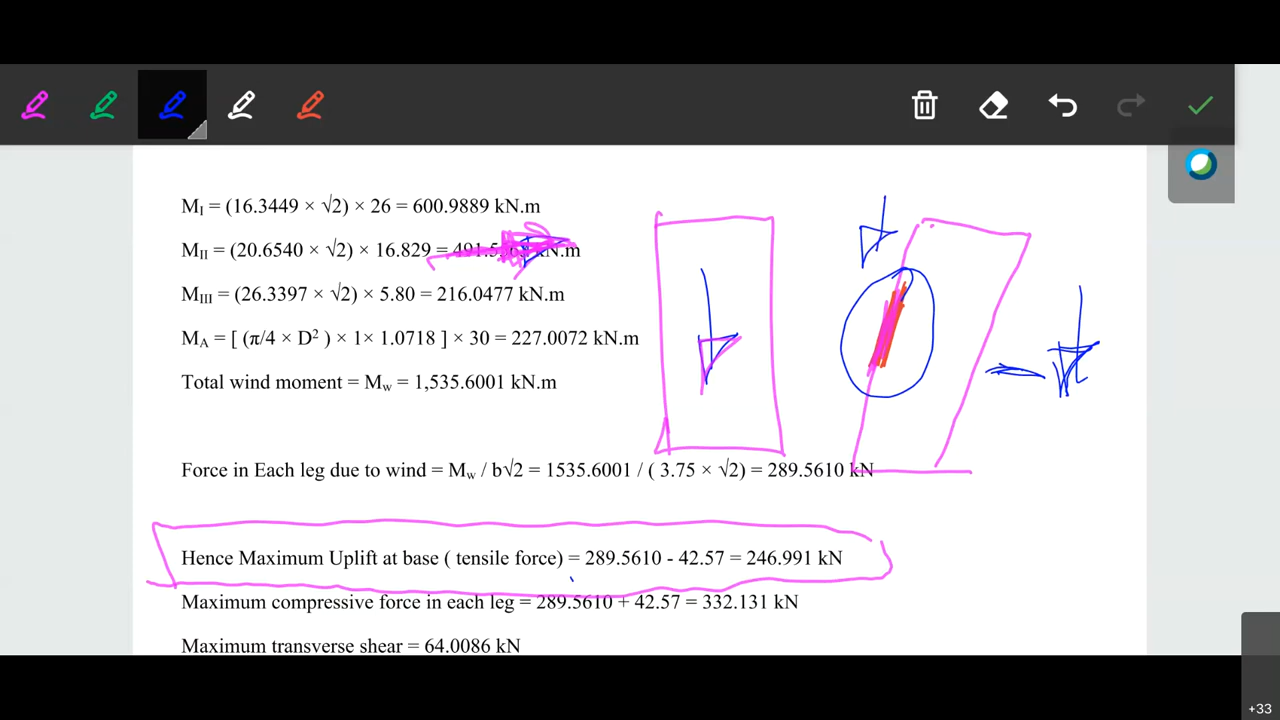 M_I = (16.3449 × √2) × 26 = 600.9889 kN.m
M_II = (20.6540 × √2) × 16.829 = kN.m
M_III = (26.3397 × √2) × 5.80 = 216.0477 kN.m
M_A = [ (π/4 × D² ) × 1× 1.0718 ] × 30 = 227.0072 kN.m
Total wind moment = M_w = 1,535.6001 kN.m
Force in Each leg due to wind = M_w / b√2 = 1535.6001 / ( 3.75 × √2) = 289.5610 kN
Hence Maximum Uplift at base ( tensile force) = 289.5610 - 42.57 = 246.991 kN
Maximum compressive force in each leg = 289.5610 + 42.57 = 332.131 kN
Maximum transverse shear = 64.0086 kN
+33